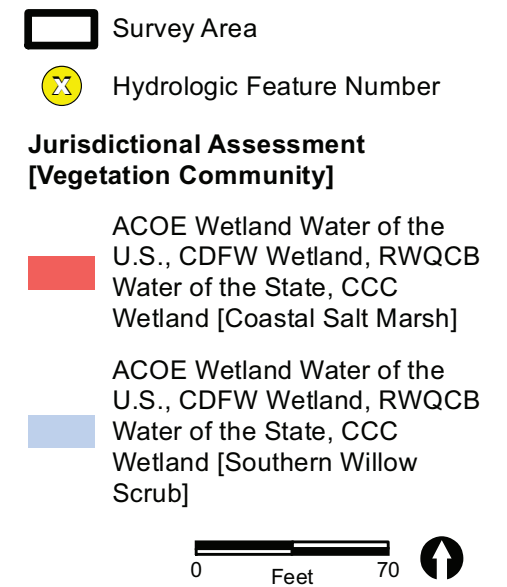 Survey Area
X Hydrologic Feature Number
Jurisdictional Assessment
[Vegetation Community]
ACOE Wetland Water of the
U.S., CDFW Wetland, RWQCB
Water of the State, CCC
Wetland [Coastal Salt Marsh]
ACOE Wetland Water of the
U.S., CDFW Wetland, RWQCB
Water of the State, CCC
Wetland [Southern Willow
Scrub]
0 Feet 70